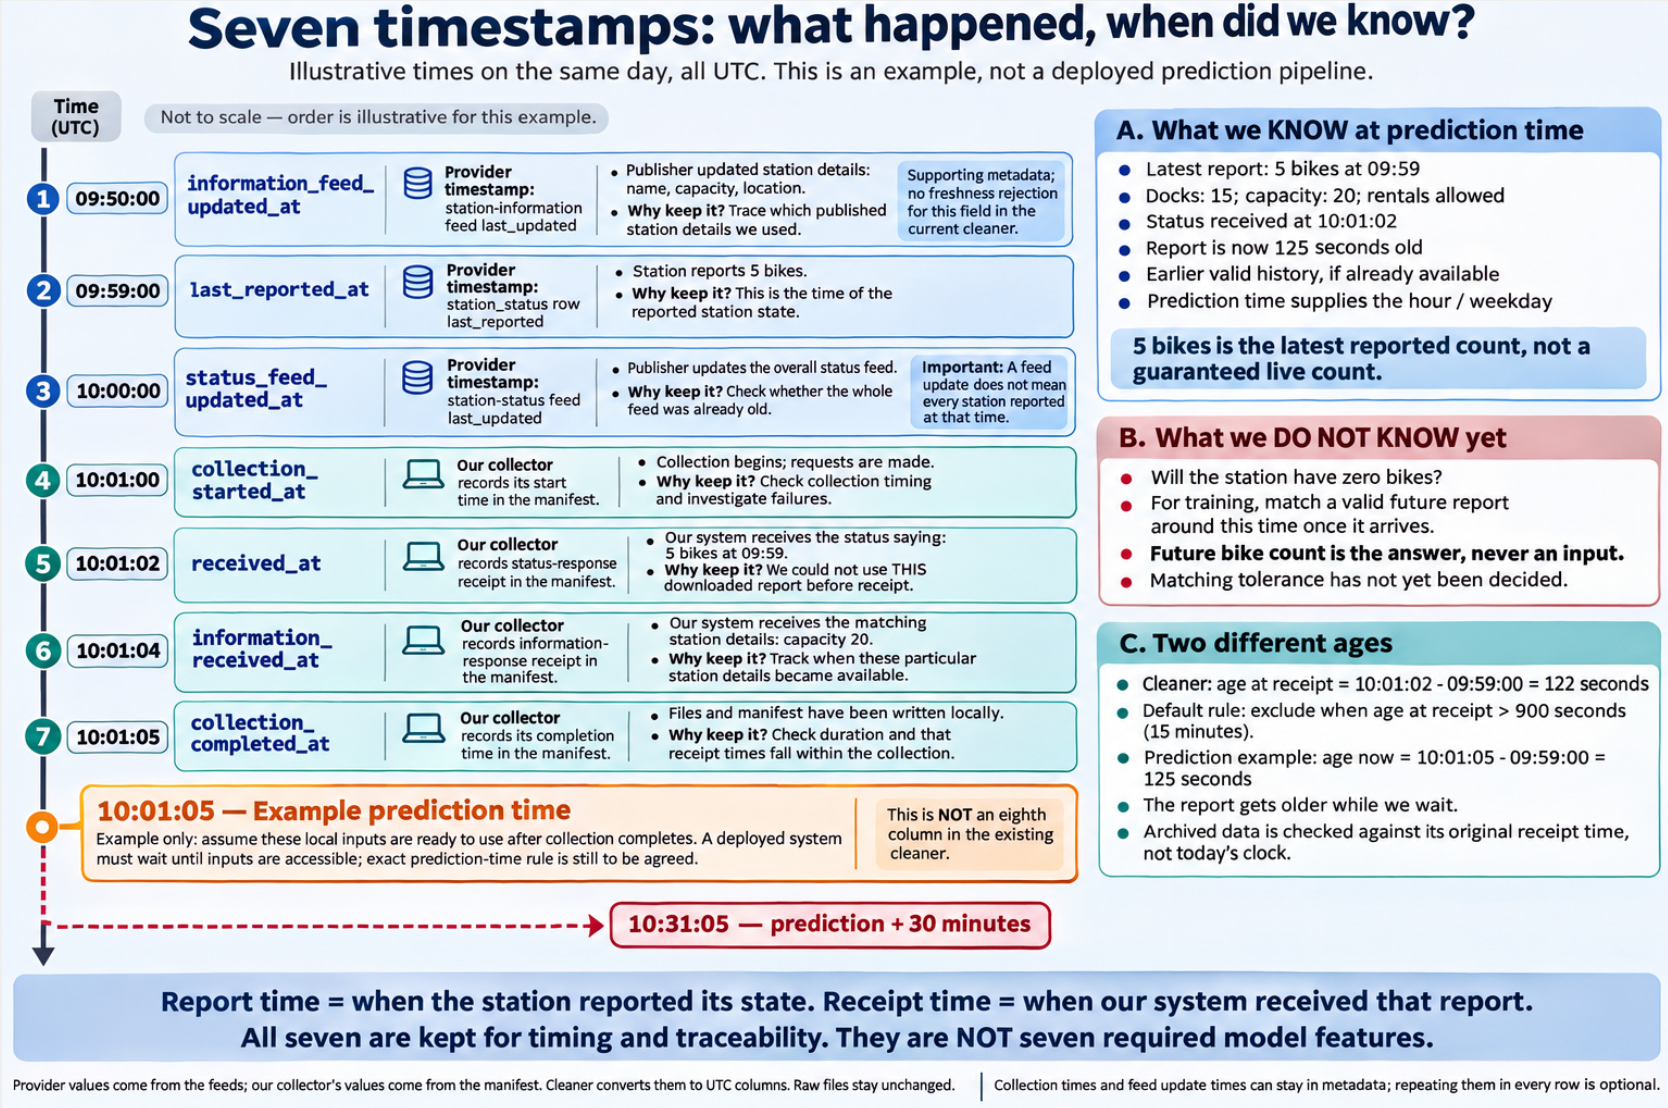 Seven timestamps: what happened, when did we know?
Illustrative times on the same day, all UTC. This is an example, not a deployed prediction pipeline.
Time
(UTC)
Not to scale — order is illustrative for this example.
1
09:50:00
information_feed_
updated_at
Provider
timestamp:
station-information
feed last_updated
• Publisher updated station details:
name, capacity, location.
• Why keep it? Trace which published
station details we used.
Supporting metadata;
no freshness rejection
for this field in the
current cleaner.
2
09:59:00
last_reported_at
Provider
timestamp:
station_status row
last_reported
• Station reports 5 bikes.
• Why keep it? This is the time of the
reported station state.
3
10:00:00
status_feed_
updated_at
Provider
timestamp:
station-status feed
last_updated
• Publisher updates the overall status feed.
• Why keep it? Check whether the whole
feed was already old.
Important: A feed
update does not mean
every station reported
at that time.
4
10:01:00
collection_
started_at
Our collector
records its start
time in the manifest.
• Collection begins; requests are made.
• Why keep it? Check collection timing
and investigate failures.
5
10:01:02
received_at
Our collector
records status-response
receipt in the manifest.
• Our system receives the status saying:
5 bikes at 09:59.
• Why keep it? We could not use THIS
downloaded report before receipt.
6
10:01:04
information_
received_at
Our collector
records information-
response receipt in
the manifest.
• Our system receives the matching
station details: capacity 20.
• Why keep it? Track when these particular
station details became available.
7
10:01:05
collection_
completed_at
Our collector
records its completion
time in the manifest.
• Files and manifest have been written locally.
• Why keep it? Check duration and that
receipt times fall within the collection.
10:01:05 — Example prediction time
Example only: assume these local inputs are ready to use after collection completes. A deployed system
must wait until inputs are accessible; exact prediction-time rule is still to be agreed.
This is NOT an eighth
column in the existing
cleaner.
10:31:05 — prediction + 30 minutes
A. What we KNOW at prediction time
• Latest report: 5 bikes at 09:59
• Docks: 15; capacity: 20; rentals allowed
• Status received at 10:01:02
• Report is now 125 seconds old
• Earlier valid history, if already available
• Prediction time supplies the hour / weekday
5 bikes is the latest reported count, not a
guaranteed live count.
B. What we DO NOT KNOW yet
• Will the station have zero bikes?
• For training, match a valid future report
around this time once it arrives.
• Future bike count is the answer, never an input.
• Matching tolerance has not yet been decided.
C. Two different ages
• Cleaner: age at receipt = 10:01:02 - 09:59:00 = 122 seconds
• Default rule: exclude when age at receipt > 900 seconds
(15 minutes).
• Prediction example: age now = 10:01:05 - 09:59:00 =
125 seconds
• The report gets older while we wait.
• Archived data is checked against its original receipt time,
not today's clock.
Report time = when the station reported its state. Receipt time = when our system received that report.
All seven are kept for timing and traceability. They are NOT seven required model features.
Provider values come from the feeds; our collector's values come from the manifest. Cleaner converts them to UTC columns. Raw files stay unchanged.
Collection times and feed update times can stay in metadata; repeating them in every row is optional.